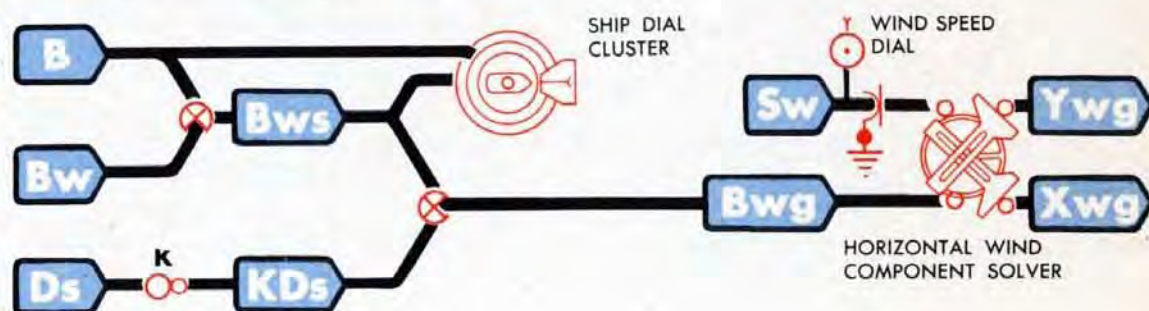 B
Bw
Ds
K
Bws
KDs
SHIP DIAL
CLUSTER
WIND SPEED
DIAL
Sw
Bwg
Ywg
Xwg
HORIZONTAL WIND
COMPONENT SOLVER